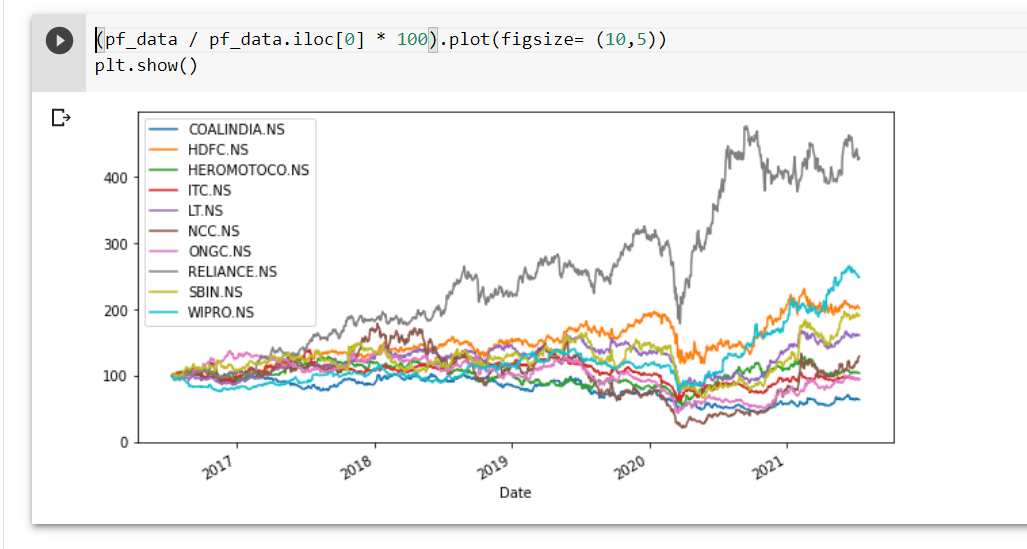 (pf_data / pf_data.iloc[0] * 100).plot(figsize= (10,5))
plt.show()
COALINDIA.NS
HDFC.NS
HEROMOTOCO.NS
ITC.NS
LT.NS
NCC.NS
ONGC.NS
RELIANCE.NS
SBIN.NS
WIPRO.NS
400
300
200
100
0
2017
2018
2019
2020
2021
Date